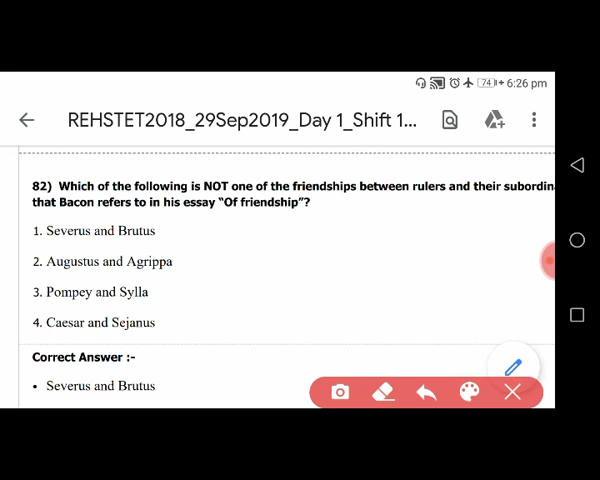 74 6:26 pm
REHSTET2018_29Sep2019_Day 1_Shift 1...
82) Which of the following is NOT one of the friendships between rulers and their subordin
that Bacon refers to in his essay “Of friendship”?
1. Severus and Brutus
2. Augustus and Agrippa
3. Pompey and Sylla
4. Caesar and Sejanus
Correct Answer :-
• Severus and Brutus